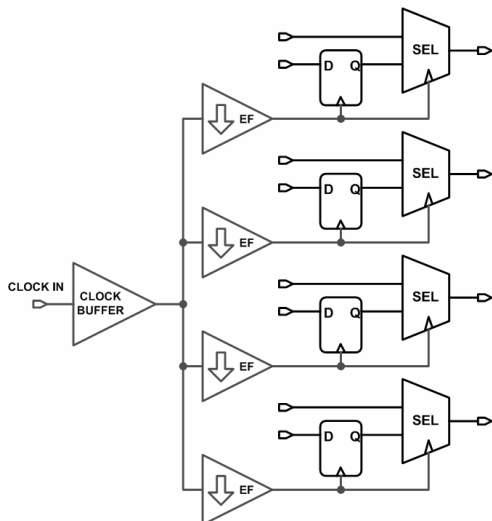 SEL
D Q
EF
SEL
D Q
EF
CLOCK IN
CLOCK
BUFFER
SEL
D Q
EF
SEL
D Q
EF